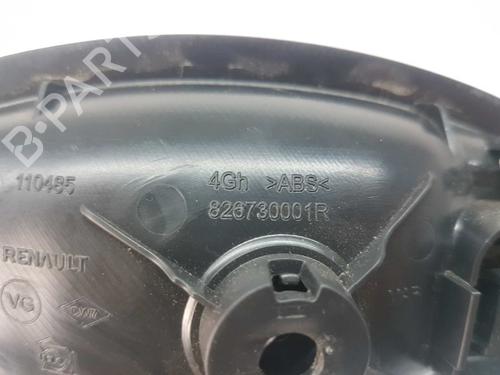 B-PARTS
110485
4Gh >ABS<
826730001R
RENAULT
VG